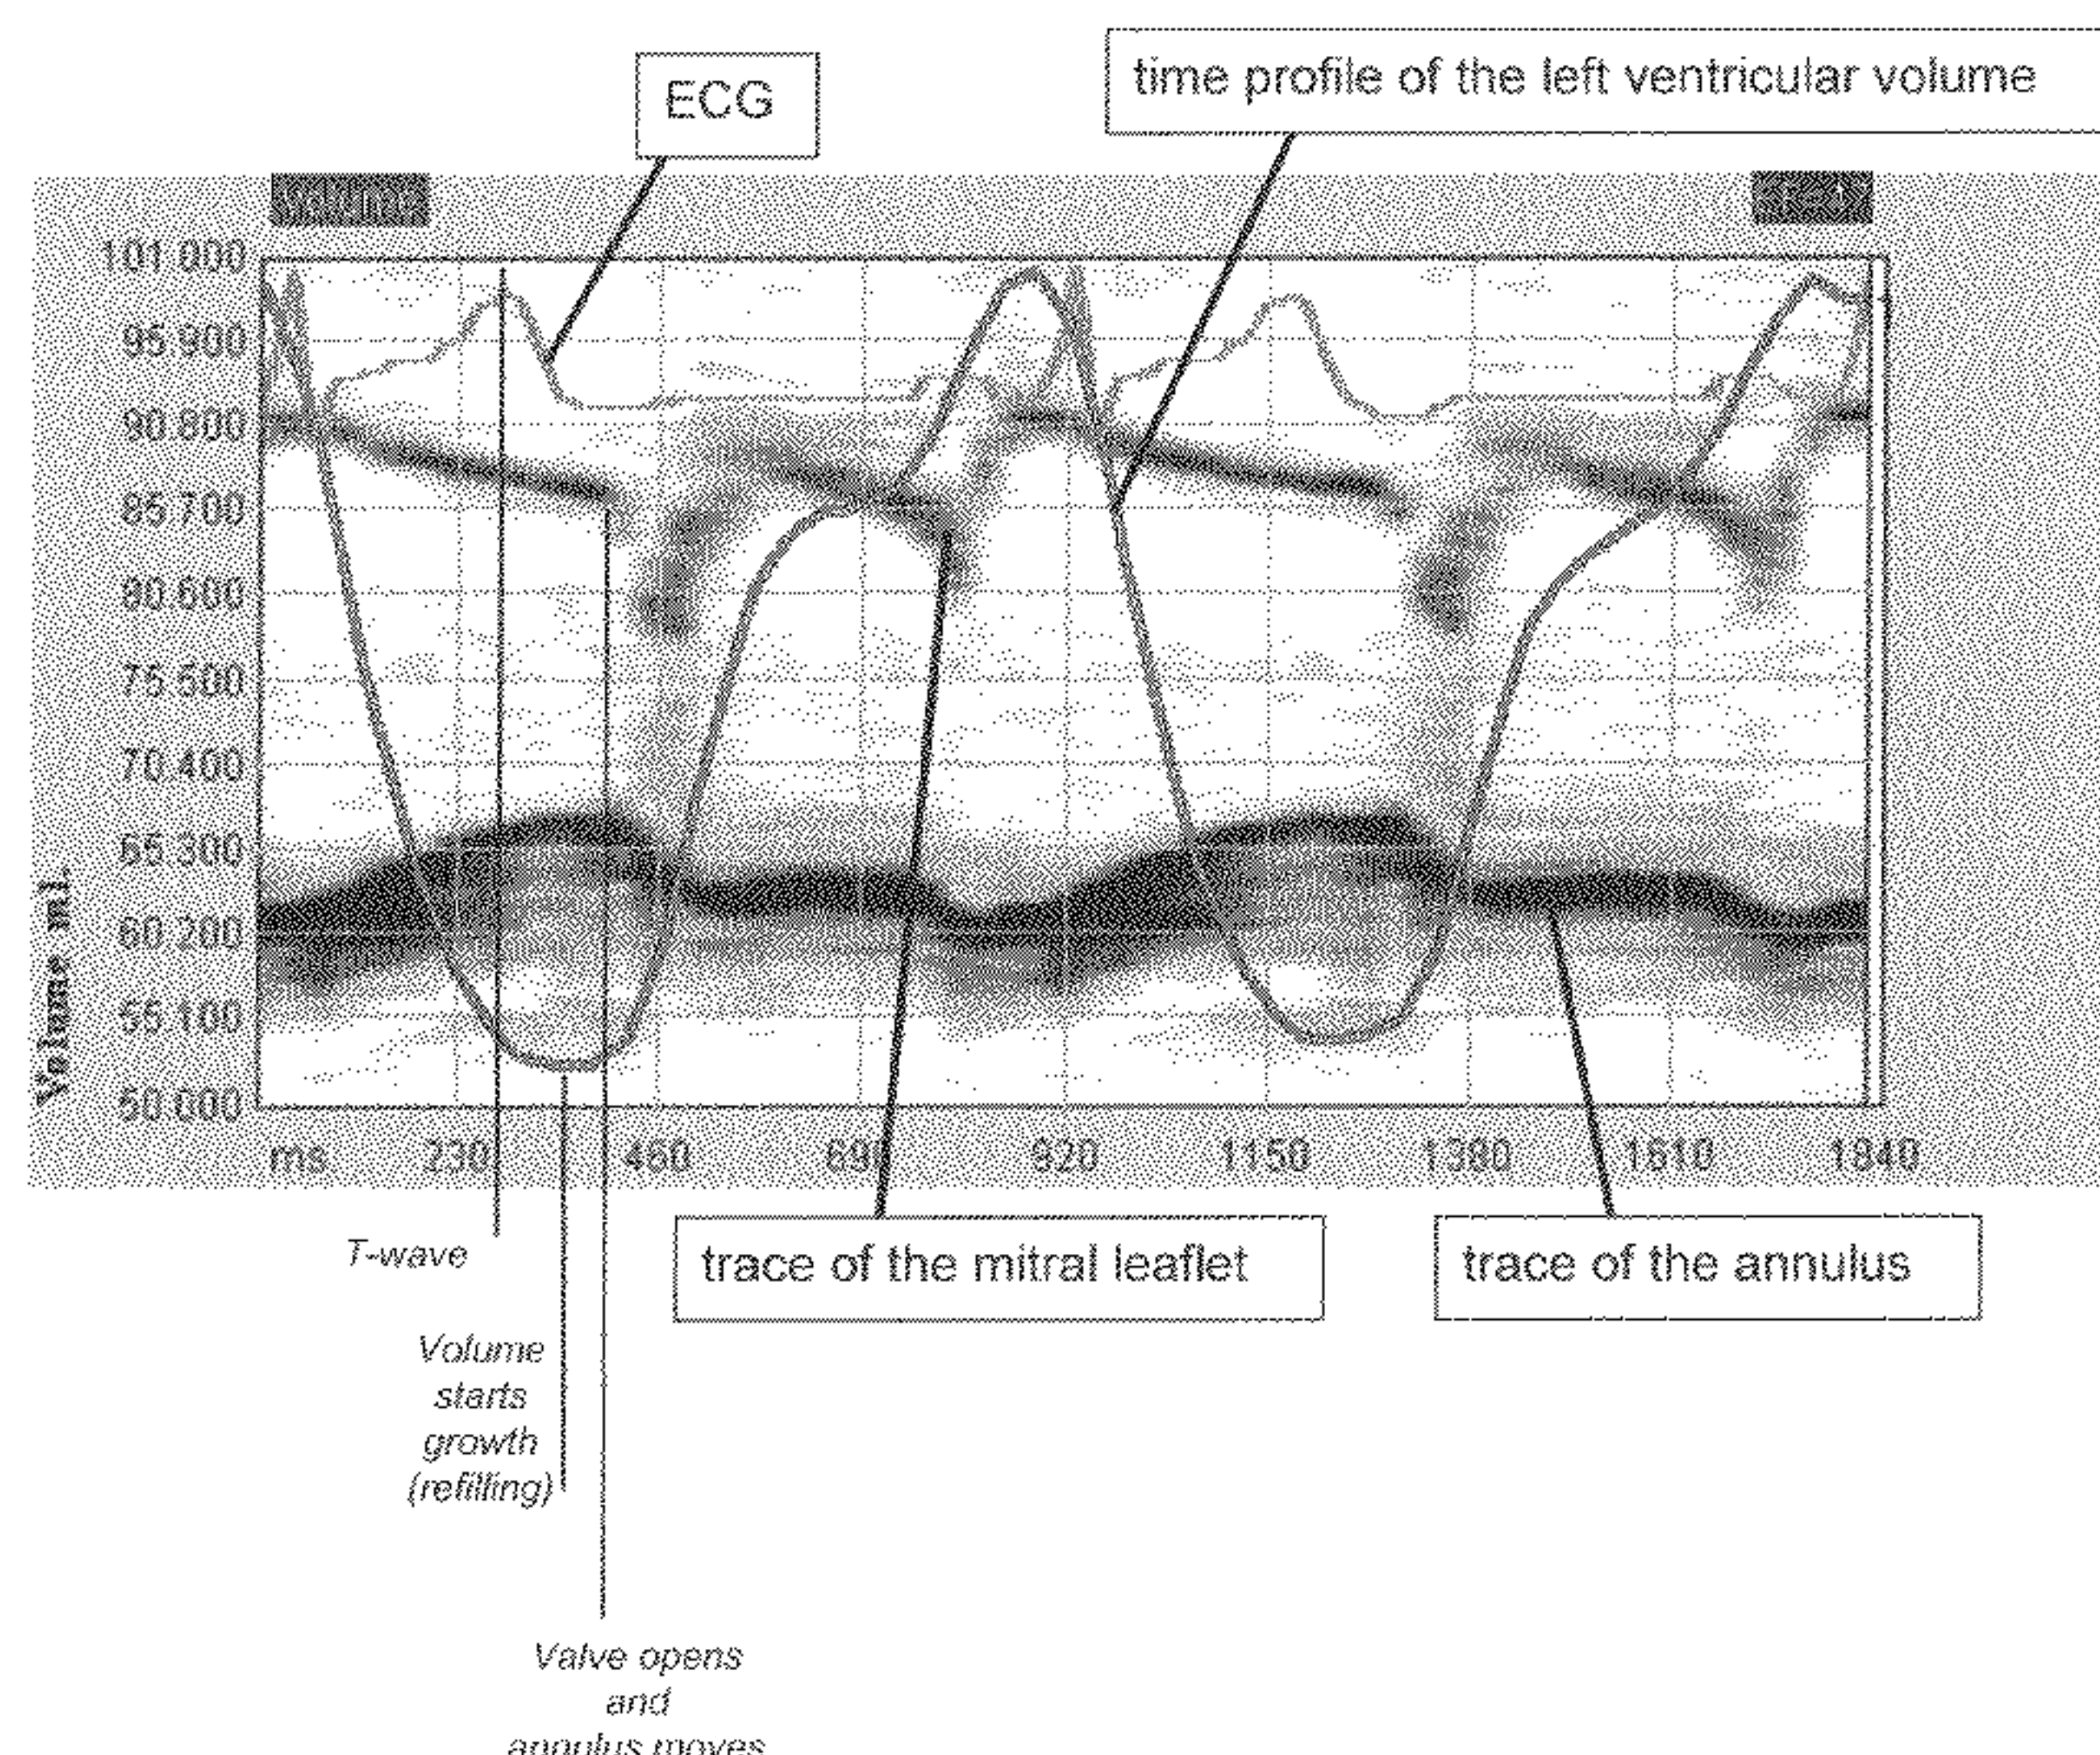 ECG
time profile of the left ventricular volume
volume
101.000
95.900
90.800
85.700
80.600
75.500
70.400
65.300
60.200
55.100
50.000
Volume ml.
ms 230 460 690 920 1150 1380 1610 1840
T-wave
trace of the mitral leaflet
trace of the annulus
Volume
starts
growth
(refilling)
Valve opens
and
annulus moves